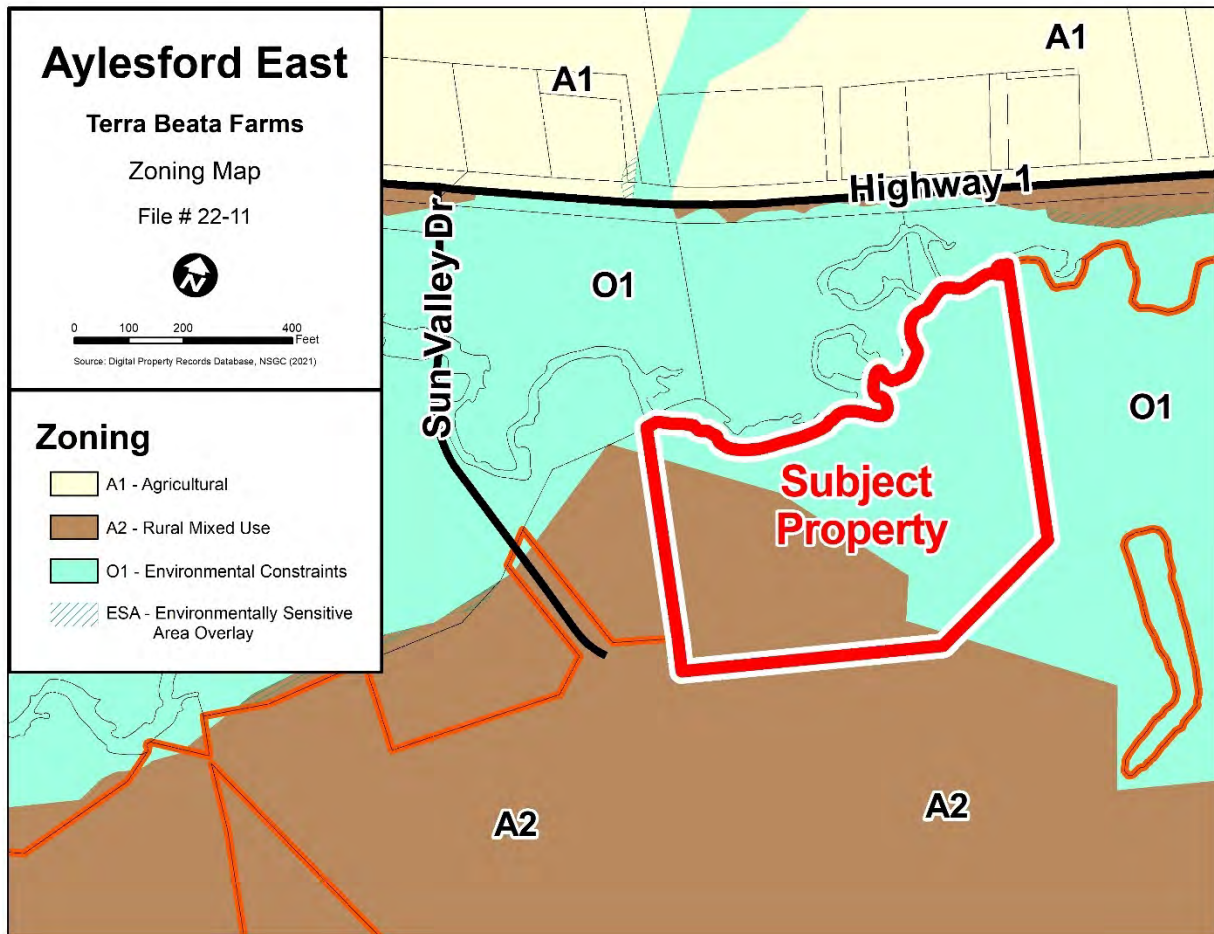 Aylesford East
Terra Beata Farms
Zoning Map
File # 22-11
N
0 100 200 400
Feet
Source: Digital Property Records Database, NSGC (2021)
Zoning
A1 - Agricultural
A2 - Rural Mixed Use
O1 - Environmental Constraints
ESA - Environmentally Sensitive
Area Overlay
A1
A1
Highway 1
Sun Valley Dr
O1
O1
Subject
Property
A2
A2